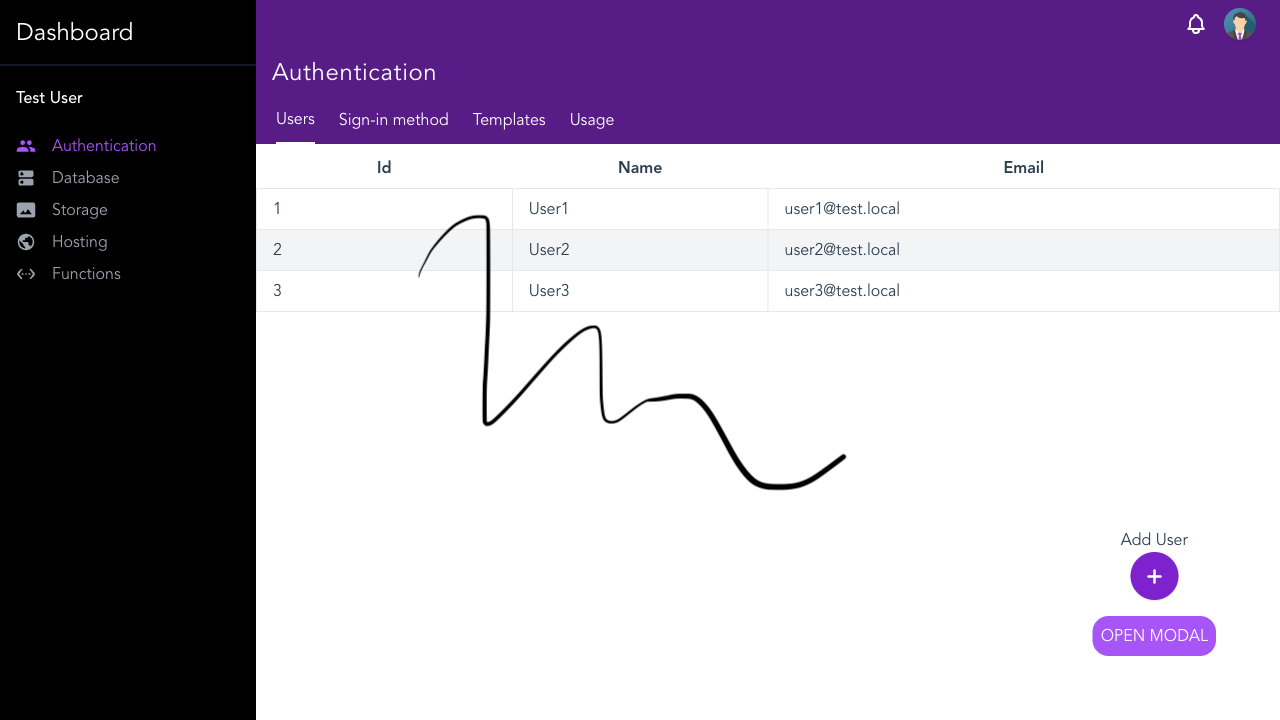 Dashboard
Test User
Authentication
Database
Storage
Hosting
Functions
Authentication
Users Sign-in method Templates Usage
Id Name Email
1 User1 user1@test.local
2 User2 user2@test.local
3 User3 user3@test.local
Add User
OPEN MODAL